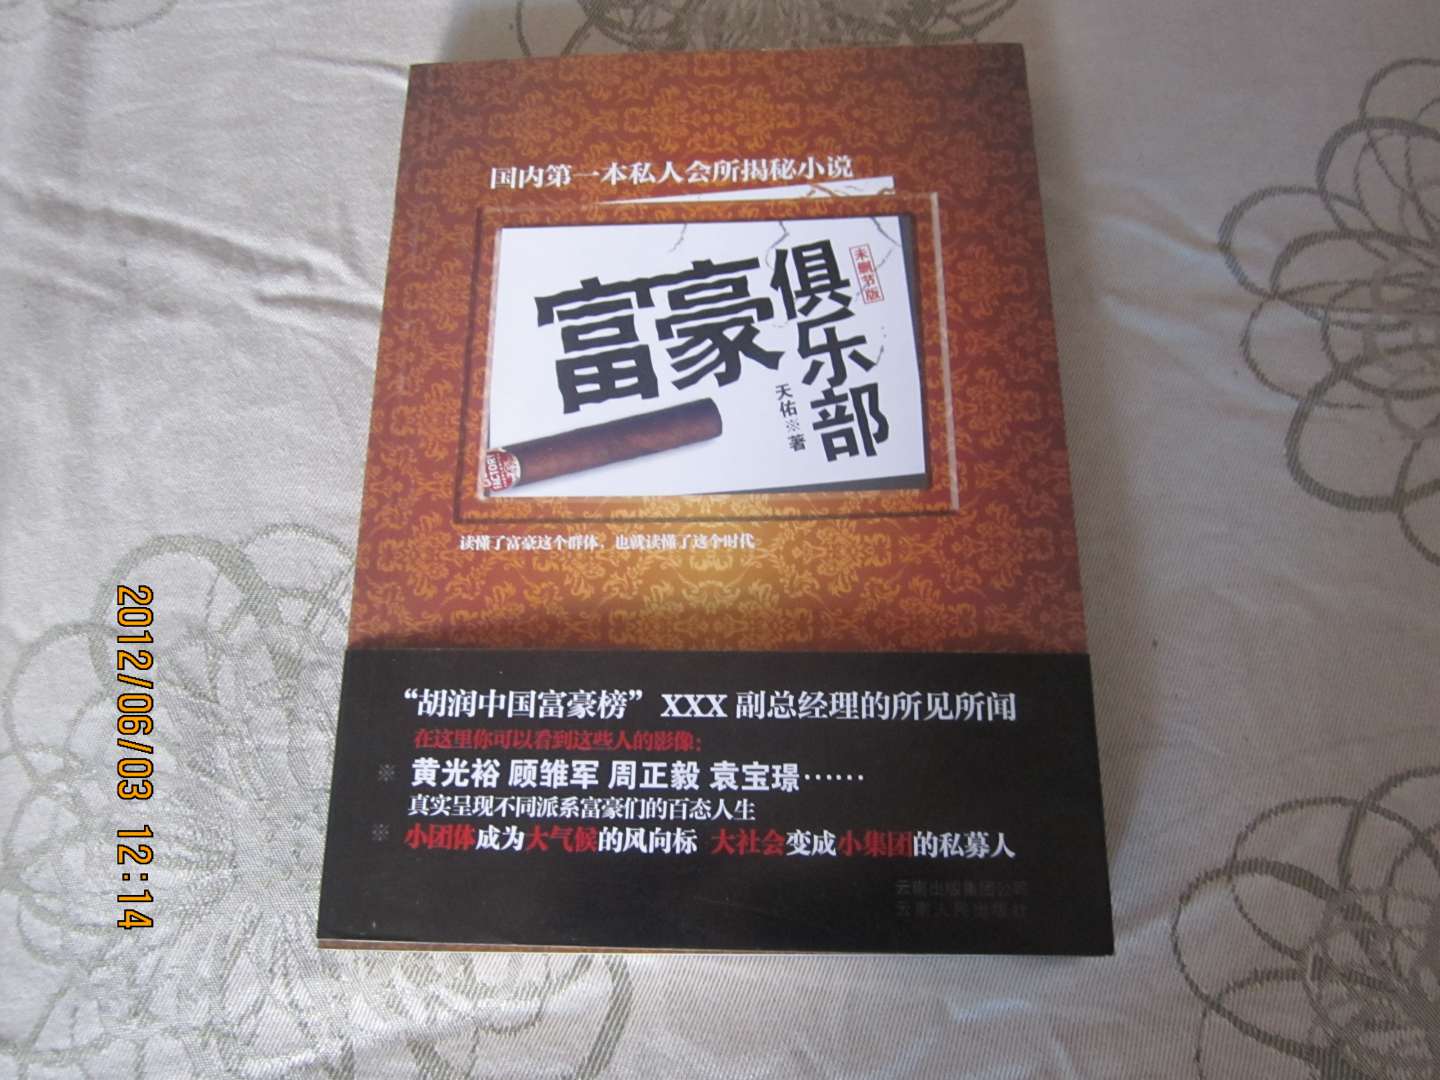 国内第一本私人会所揭秘小说
富豪俱乐部
未删节版
天佑※著
FACTORY
读懂了富豪这个群体，也就读懂了这个时代
“胡润中国富豪榜” XXX 副总经理的所见所闻
在这里你可以看到这些人的影像：
※ 黄光裕 顾雏军 周正毅 袁宝璟……
真实呈现不同派系富豪们的百态人生
※ 小团体成为大气候的风向标 大社会变成小集团的私募人
云南出版集团公司
云南人民出版社
2012/06/03 12:14